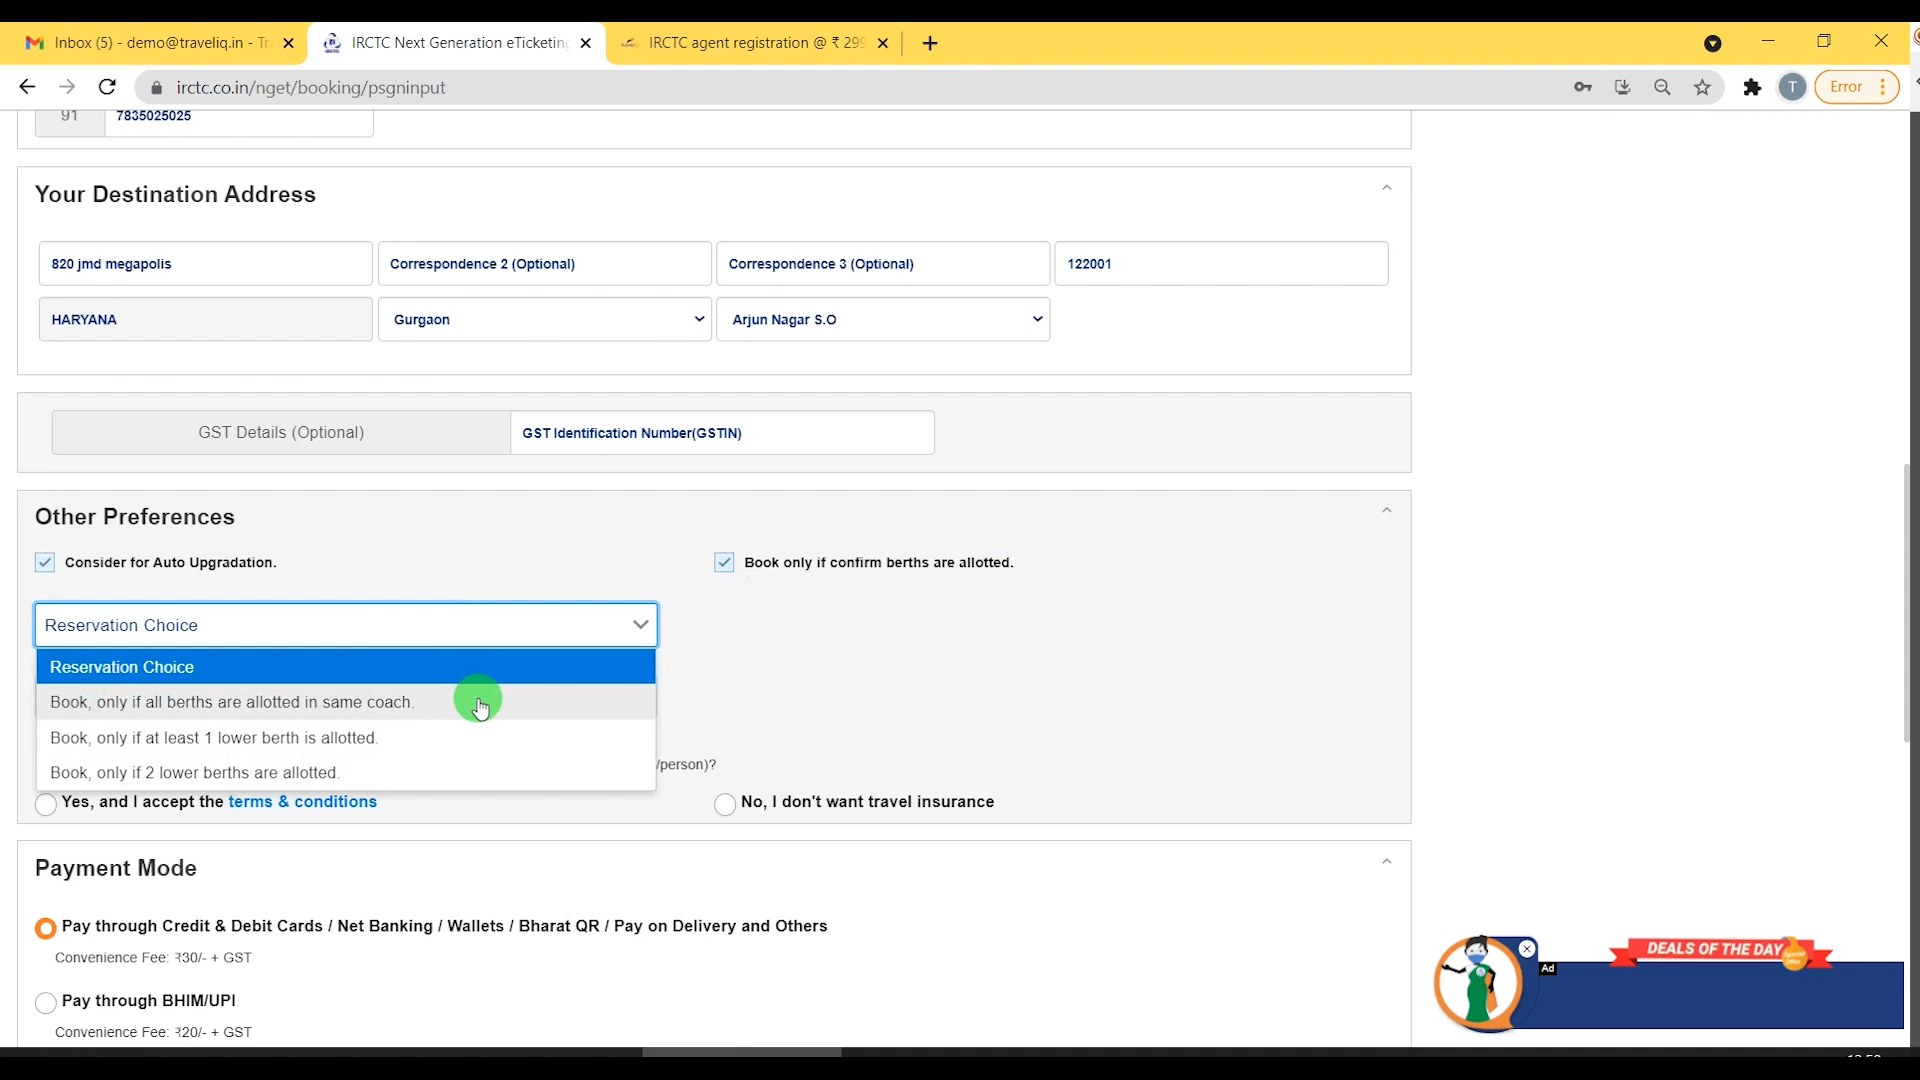 Inbox (5) - demo@traveliq.in - Tr
IRCTC Next Generation eTicketing
IRCTC agent registration @ ₹ 299
irctc.co.in/nget/booking/psgninput
T
Error
91
7835025025
Your Destination Address
820 jmd megapolis
Correspondence 2 (Optional)
Correspondence 3 (Optional)
122001
HARYANA
Gurgaon
Arjun Nagar S.O
GST Details (Optional)
GST Identification Number(GSTIN)
Other Preferences
Consider for Auto Upgradation.
Book only if confirm berths are allotted.
Reservation Choice
Reservation Choice
Book, only if all berths are allotted in same coach.
Book, only if at least 1 lower berth is allotted.
Book, only if 2 lower berths are allotted.
/person)?
Yes, and I accept the terms & conditions
No, I don't want travel insurance
Payment Mode
Pay through Credit & Debit Cards / Net Banking / Wallets / Bharat QR / Pay on Delivery and Others
Convenience Fee: ₹30/- + GST
Pay through BHIM/UPI
Convenience Fee: ₹20/- + GST
DEALS OF THE DAY
Special Offer
Ad